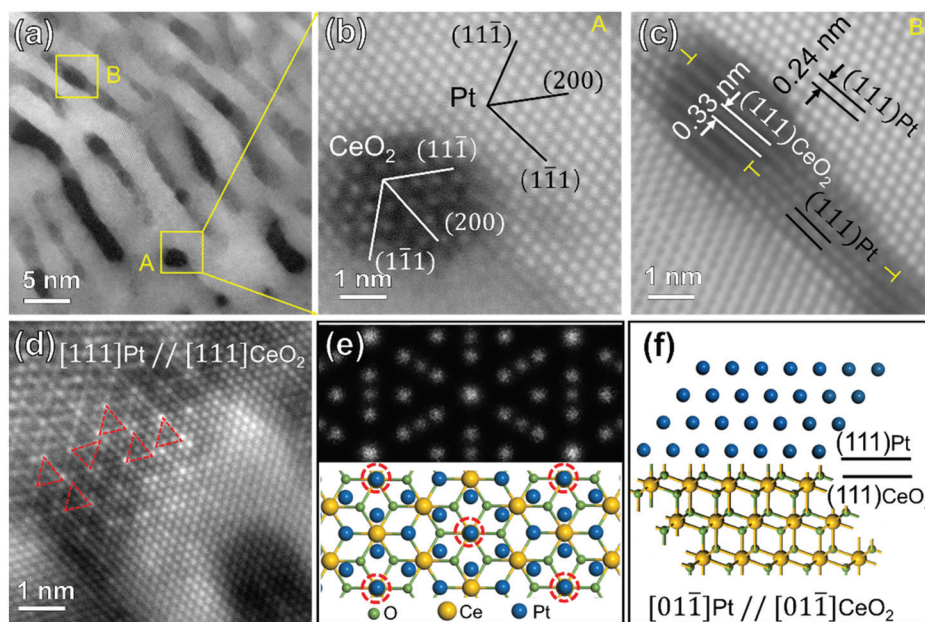 (a)
B
A
5 nm
(b)
A
(11̅1̅)
Pt
(200)
(1̅11)
CeO₂
(111̅)
(200)
(11̅1)
1 nm
(c)
B
0.24 nm
(111)Pt
0.33 nm
(111)CeO₂
(111)Pt
1 nm
(d)
[111]Pt // [111]CeO₂
1 nm
(e)
O
Ce
Pt
(f)
(111)Pt
(111)CeO₂
[011̅]Pt // [011̅]CeO₂